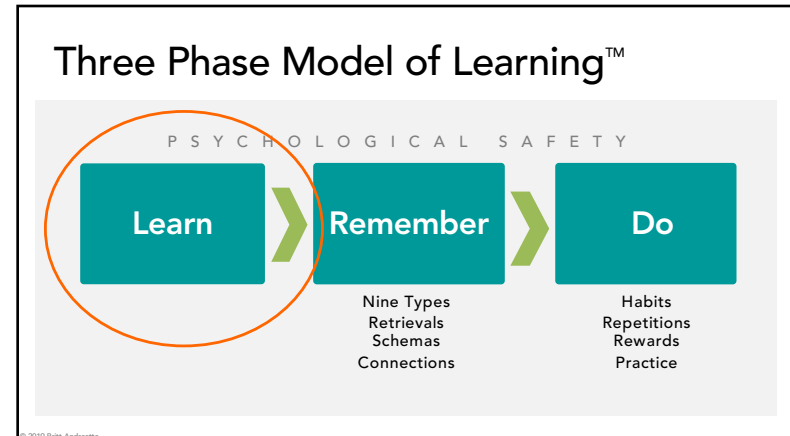 Three Phase Model of Learning™
PSYCHOLOGICAL SAFETY
Learn
Remember
Do
Nine Types
Retrievals
Schemas
Connections
Habits
Repetitions
Rewards
Practice